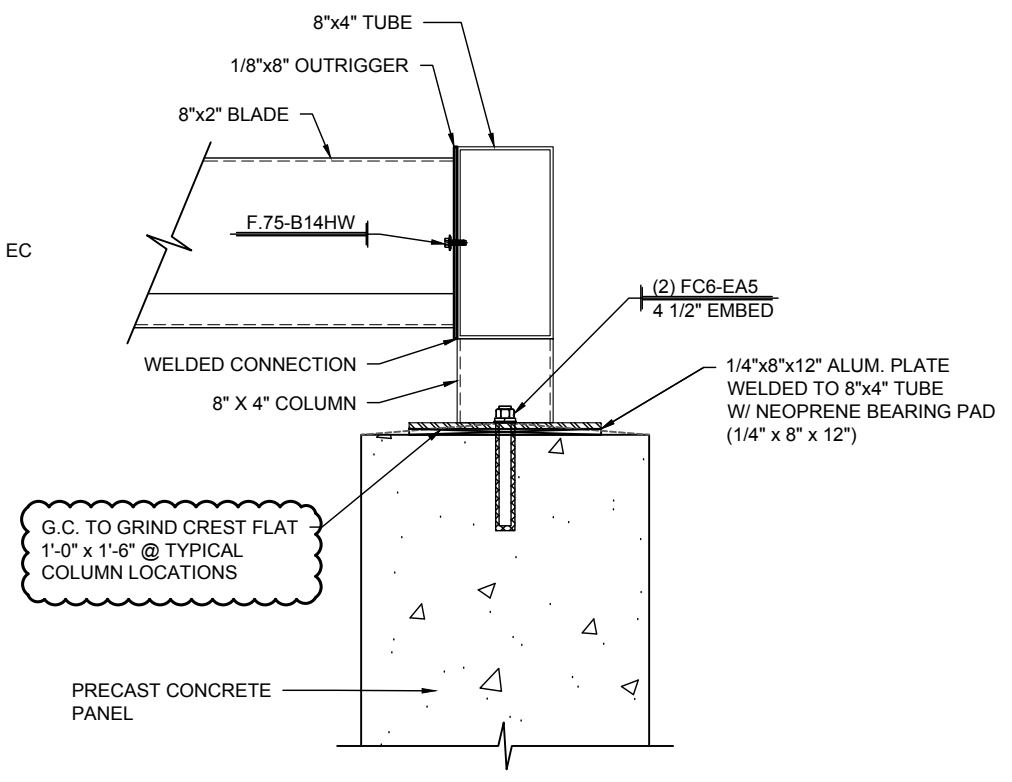 8"x4" TUBE
1/8"x8" OUTRIGGER
8"x2" BLADE
F.75-B14HW
EC
(2) FC6-EA5
4 1/2" EMBED
WELDED CONNECTION
8" X 4" COLUMN
1/4"x8"x12" ALUM. PLATE
WELDED TO 8"x4" TUBE
W/ NEOPRENE BEARING PAD
(1/4" x 8" x 12")
G.C. TO GRIND CREST FLAT
1'-0" x 1'-6" @ TYPICAL
COLUMN LOCATIONS
PRECAST CONCRETE
PANEL